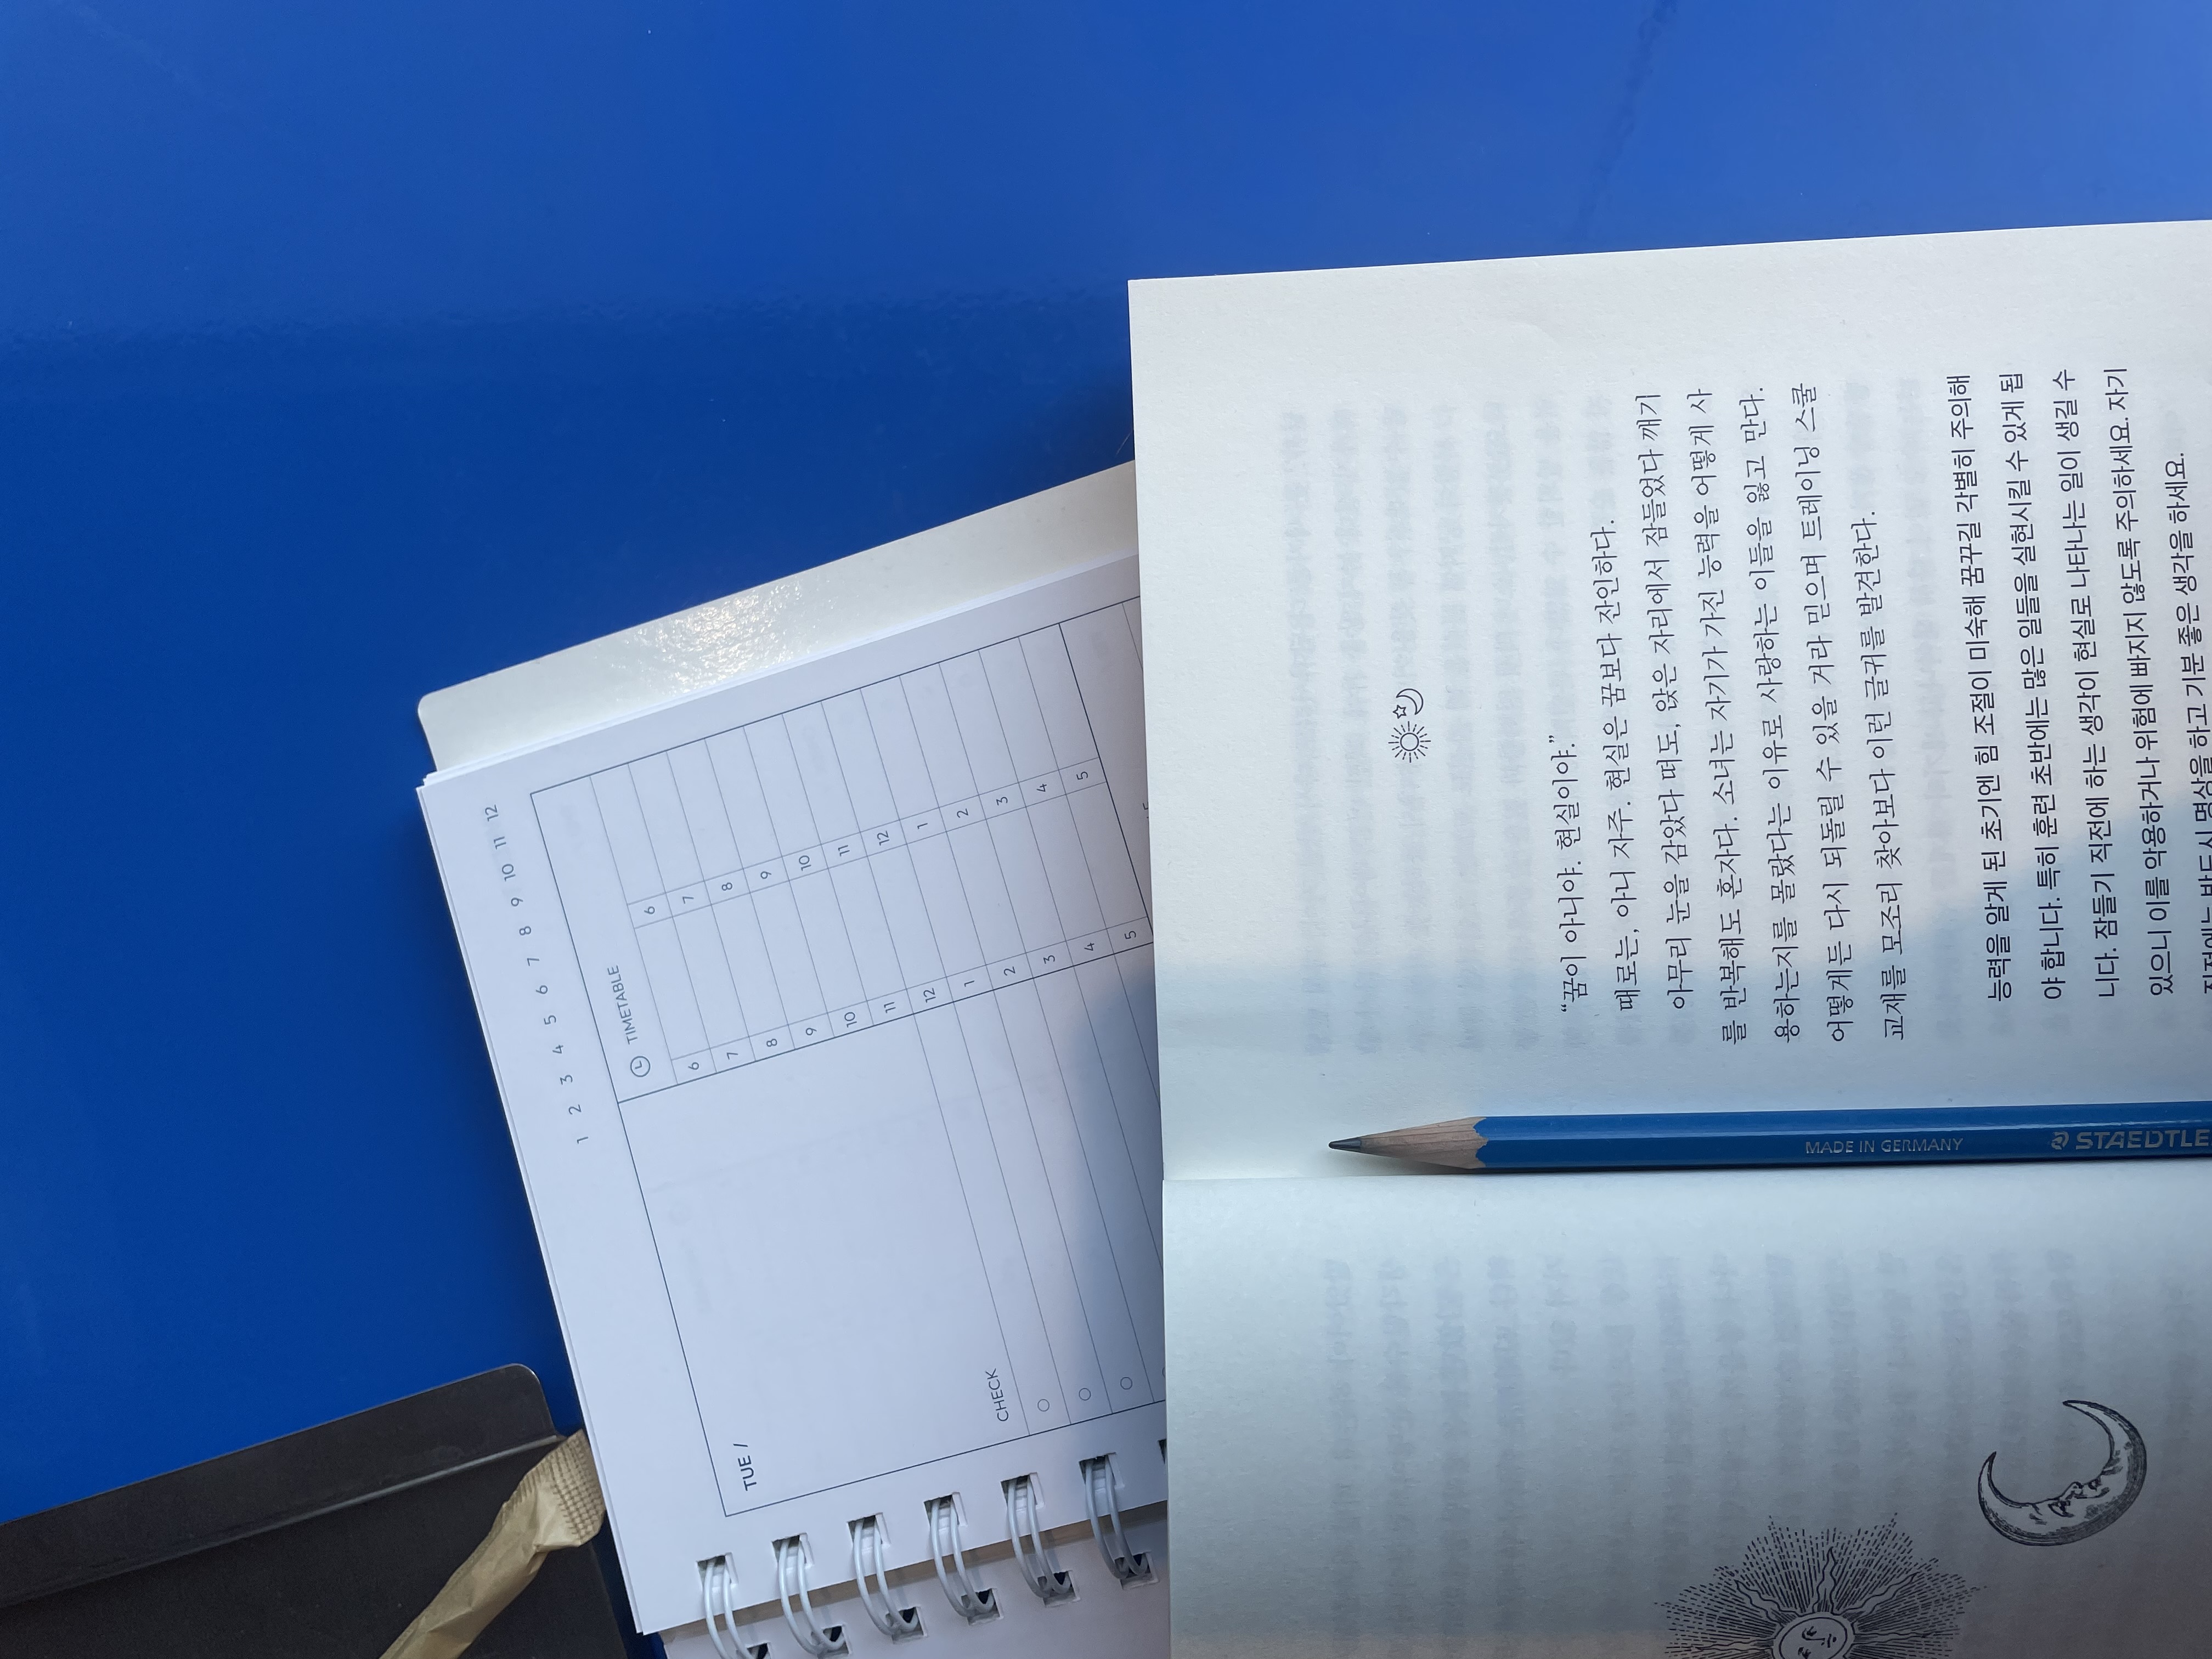 1 2 3 4 5 6 7 8 9 10 11 12
TUE /
TIMETABLE
6 6
7 7
8 8
9 9
10 10
11 11
12 12
1 1
2 2
3 3
4 4
5 5
CHECK
“꿈이 아니야. 현실이야.”
때로는, 아니 자주. 현실은 꿈보다 잔인하다.
아무리 눈을 감았다 떠도, 앉은 자리에서 잠들었다 깨기
를 반복해도 혼자다. 소녀는 자기가 가진 능력을 어떻게 사
용하는지를 몰랐다는 이유로 사랑하는 이들을 잃고 만다.
어떻게든 다시 되돌릴 수 있을 거라 믿으며 트레이닝 스쿨
교재를 모조리 찾아보다 이런 글귀를 발견한다.
능력을 알게 된 초기엔 힘 조절이 미숙해 꿈꾸길 각별히 주의해
야 합니다. 특히 훈련 초반에는 많은 일들을 실현시킬 수 있게 됩
니다. 잠들기 직전에 하는 생각이 현실로 나타나는 일이 생길 수
있으니 이를 악용하거나 위험에 빠지지 않도록 주의하세요. 자기
직전에는 반드시 명상을 하고 기분 좋은 생각을 하세요.
MADE IN GERMANY
STAEDTLE